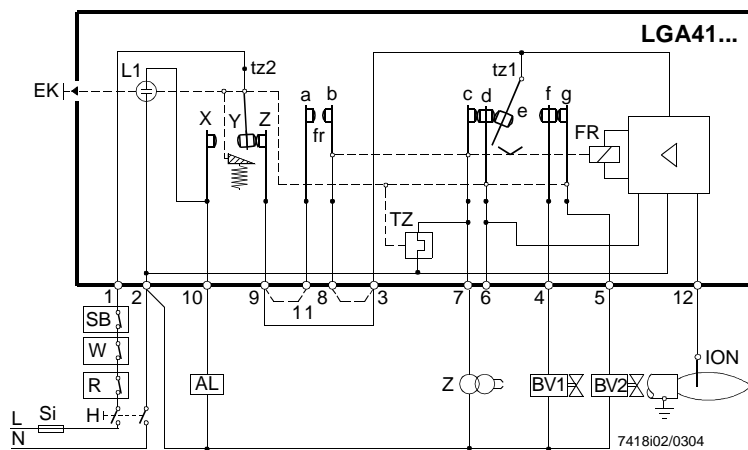 LGA41...
L1 tz2 tz1
EK
a b c d e f g
X Y Z fr FR
TZ
1 2 10 9 11 8 3 7 6 4 5 12
SB
W
R
AL Z BV1 BV2 ION
H
L Si
N
7418i02/0304